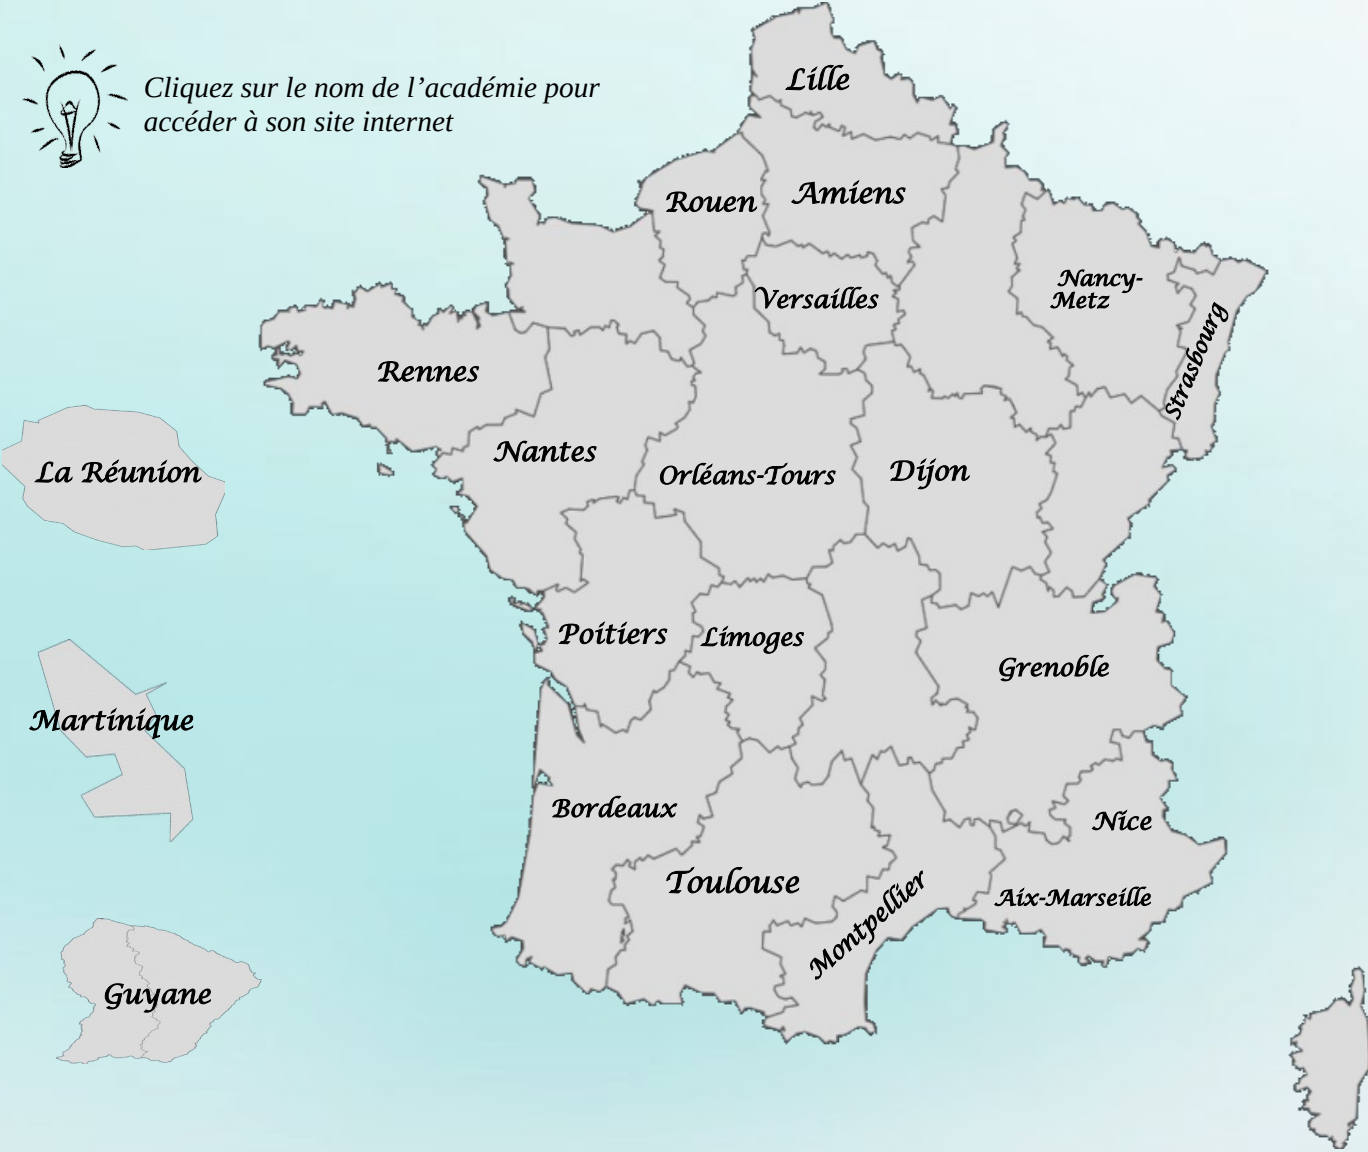 Cliquez sur le nom de l’académie pour
accéder à son site internet
Lille
Rouen
Amiens
Versailles
Nancy-
Metz
Strasbourg
Rennes
Nantes
Orléans-Tours
Dijon
La Réunion
Poitiers
Limoges
Grenoble
Martinique
Bordeaux
Nice
Toulouse
Montpellier
Aix-Marseille
Guyane